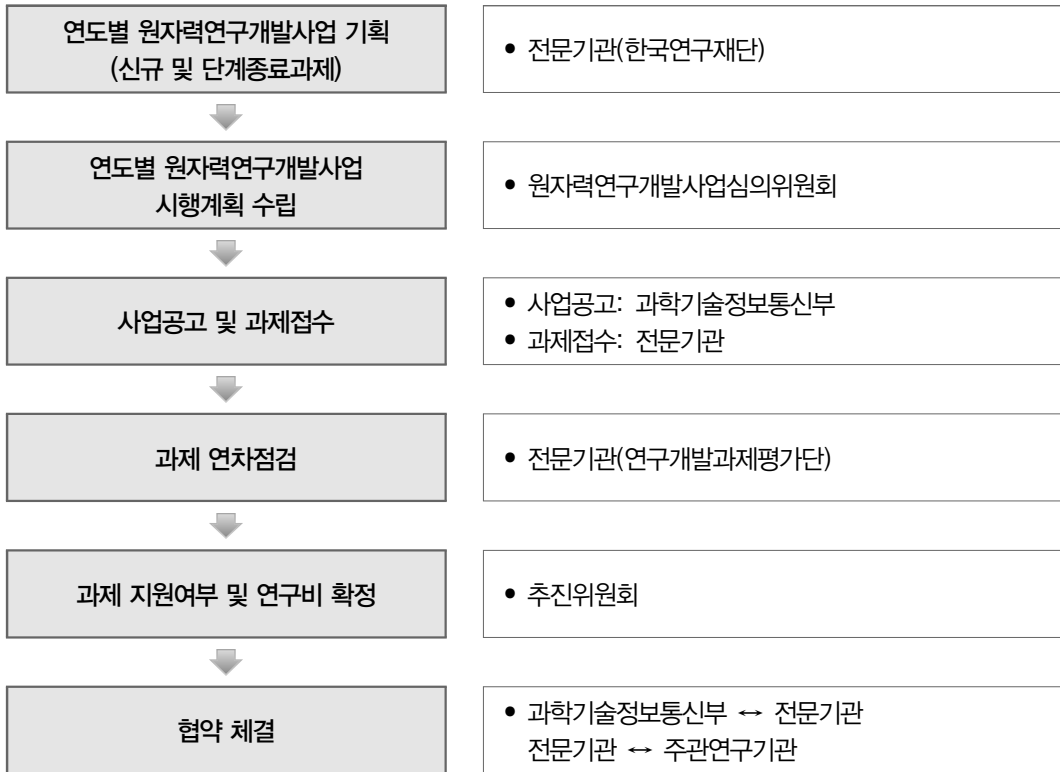 연도별 원자력연구개발사업 기획
(신규 및 단계종료과제)
• 전문기관(한국연구재단)
연도별 원자력연구개발사업
시행계획 수립
• 원자력연구개발사업심의위원회
사업공고 및 과제접수
• 사업공고: 과학기술정보통신부
• 과제접수: 전문기관
과제 연차점검
• 전문기관(연구개발과제평가단)
과제 지원여부 및 연구비 확정
• 추진위원회
협약 체결
• 과학기술정보통신부 ↔ 전문기관
전문기관 ↔ 주관연구기관